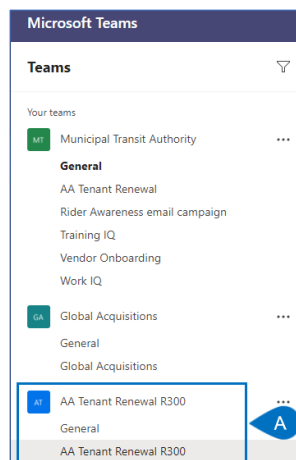 Microsoft Teams
Teams
Your teams
MT Municipal Transit Authority ...
General
AA Tenant Renewal
Rider Awareness email campaign
Training IQ
Vendor Onboarding
Work IQ
GA Global Acquisitions ...
General
Global Acquisitions
AT AA Tenant Renewal R300 ...
General
A
AA Tenant Renewal R300